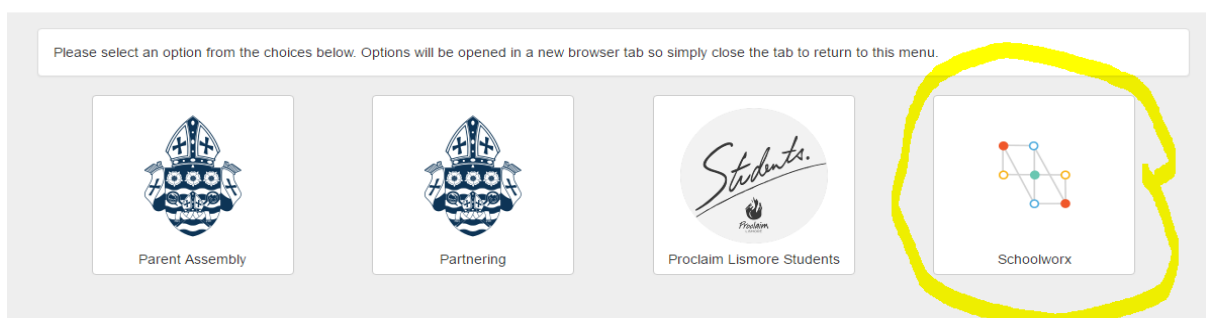 Please select an option from the choices below. Options will be opened in a new browser tab so simply close the tab to return to this menu.
Students.
Proclaim
LISMORE
Parent Assembly
Partnering
Proclaim Lismore Students
Schoolworx